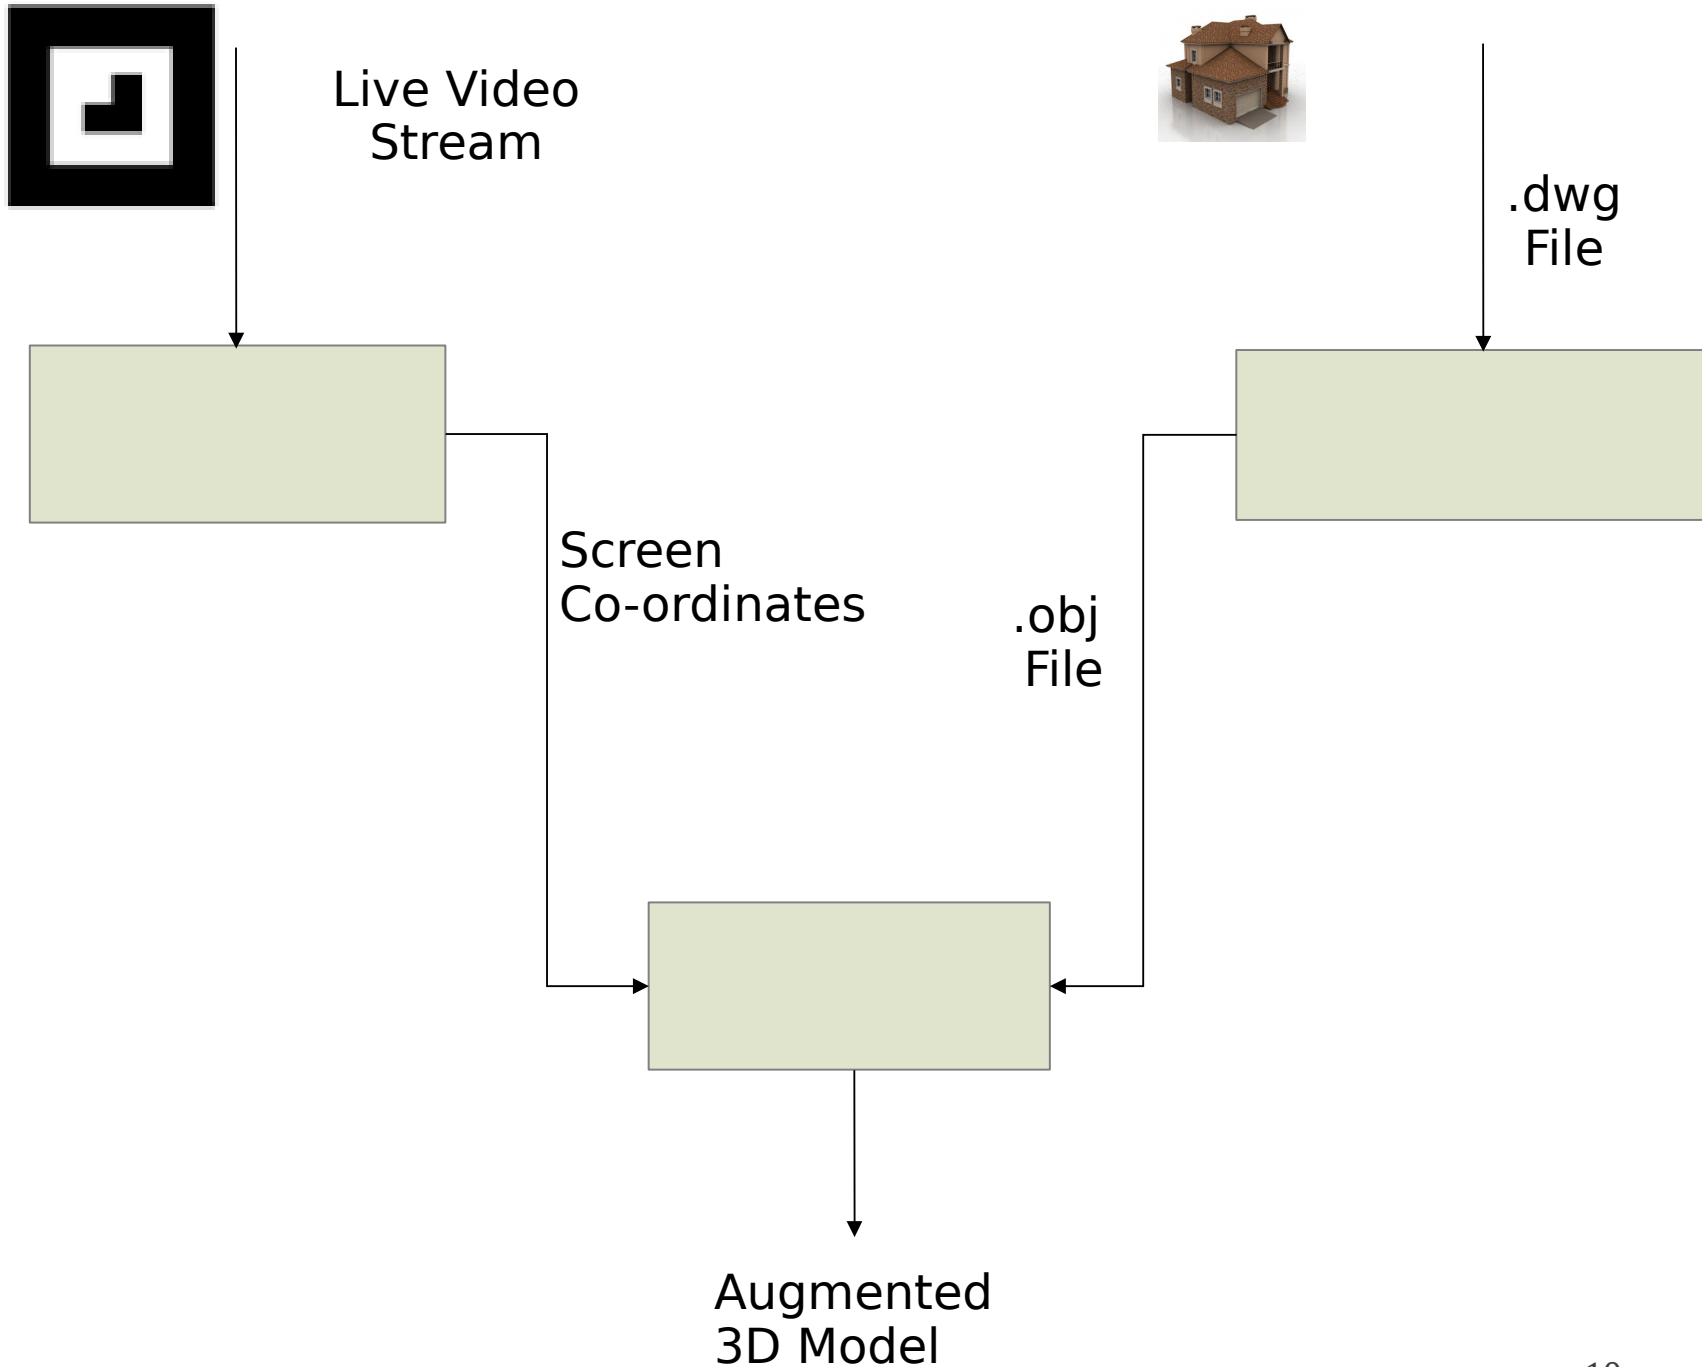 Live Video
Stream
.dwg
File
Screen
Co-ordinates
.obj
File
Augmented
3D Model